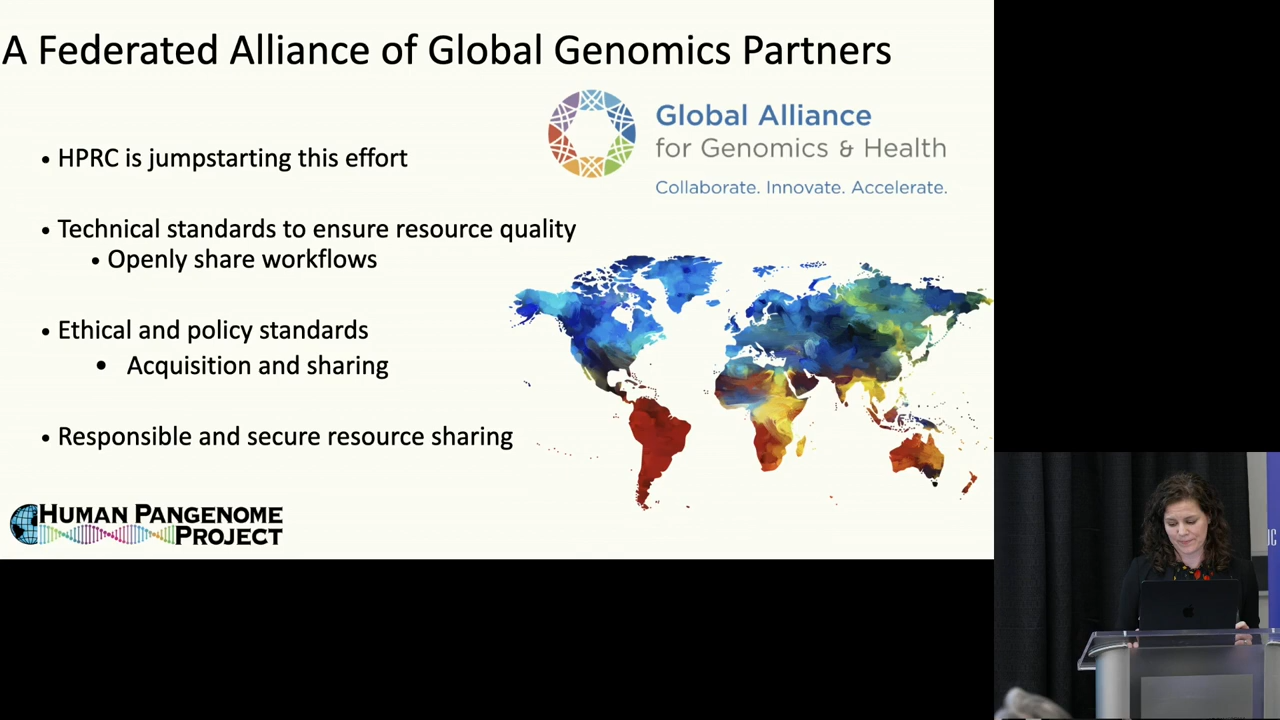 A Federated Alliance of Global Genomics Partners
Global Alliance
for Genomics & Health
Collaborate. Innovate. Accelerate.
• HPRC is jumpstarting this effort
• Technical standards to ensure resource quality
• Openly share workflows
• Ethical and policy standards
• Acquisition and sharing
• Responsible and secure resource sharing
HUMAN PANGENOME
PROJECT